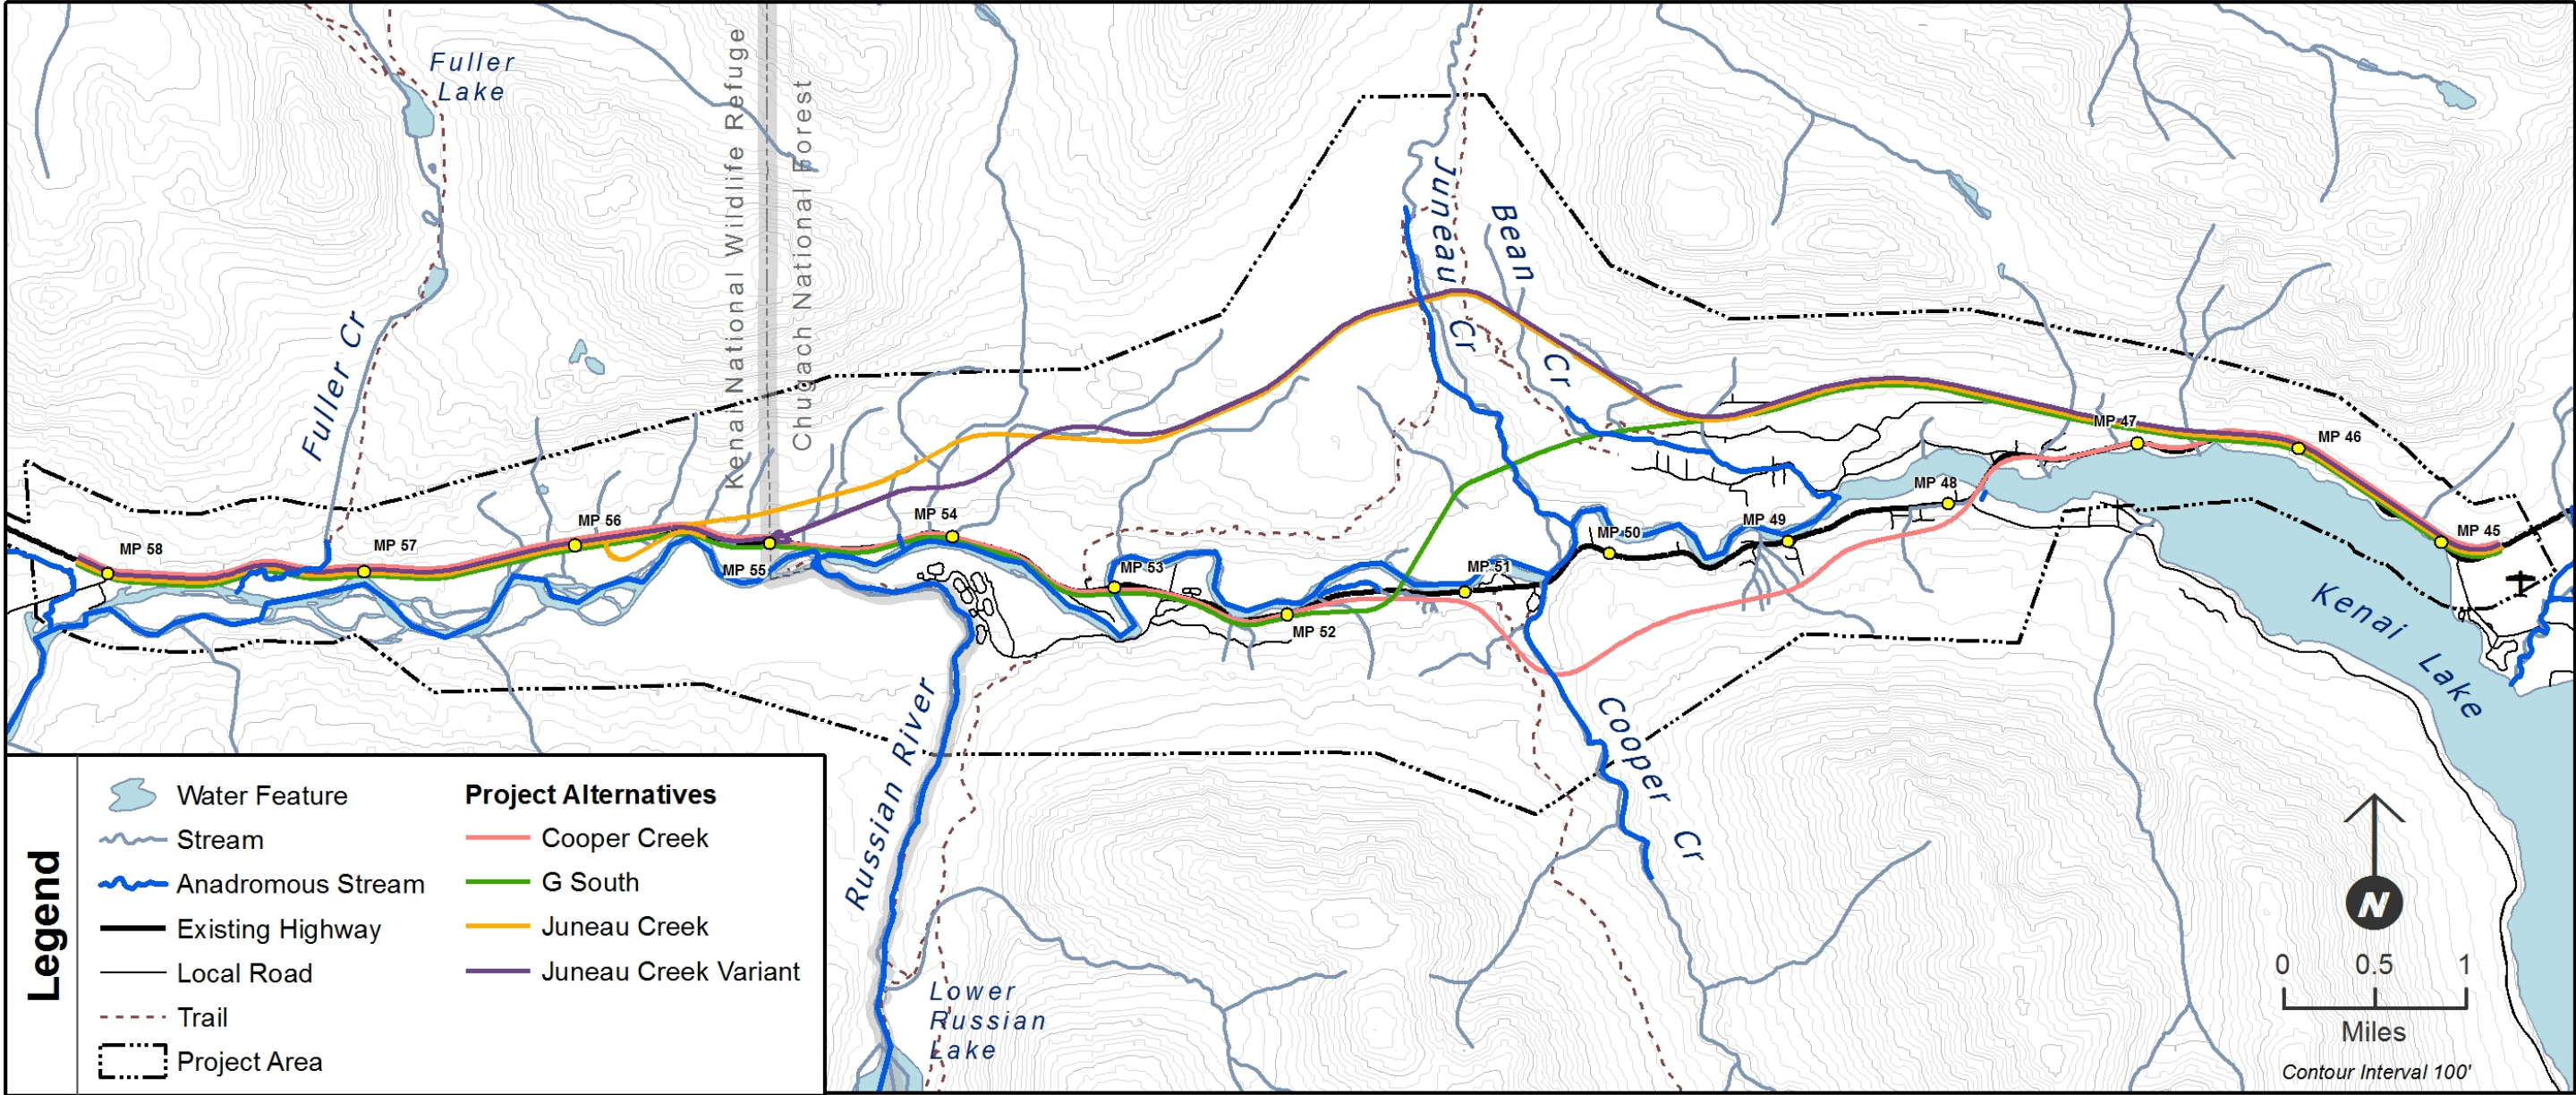 Fuller
Lake
Kenai National Wildlife Refuge
Chugach National Forest
Juneau
Cr
Bean
Cr
Fuller Cr
MP 58
MP 57
MP 56
MP 55
MP 54
MP 53
MP 52
MP 51
MP 50
MP 49
MP 48
MP 47
MP 46
MP 45
Kenai
Lake
Cooper
Cr
Russian River
Lower
Russian
Lake
Legend
Water Feature
Stream
Anadromous Stream
Existing Highway
Local Road
Trail
Project Area
Project Alternatives
Cooper Creek
G South
Juneau Creek
Juneau Creek Variant
N
0 0.5 1
Miles
Contour Interval 100'